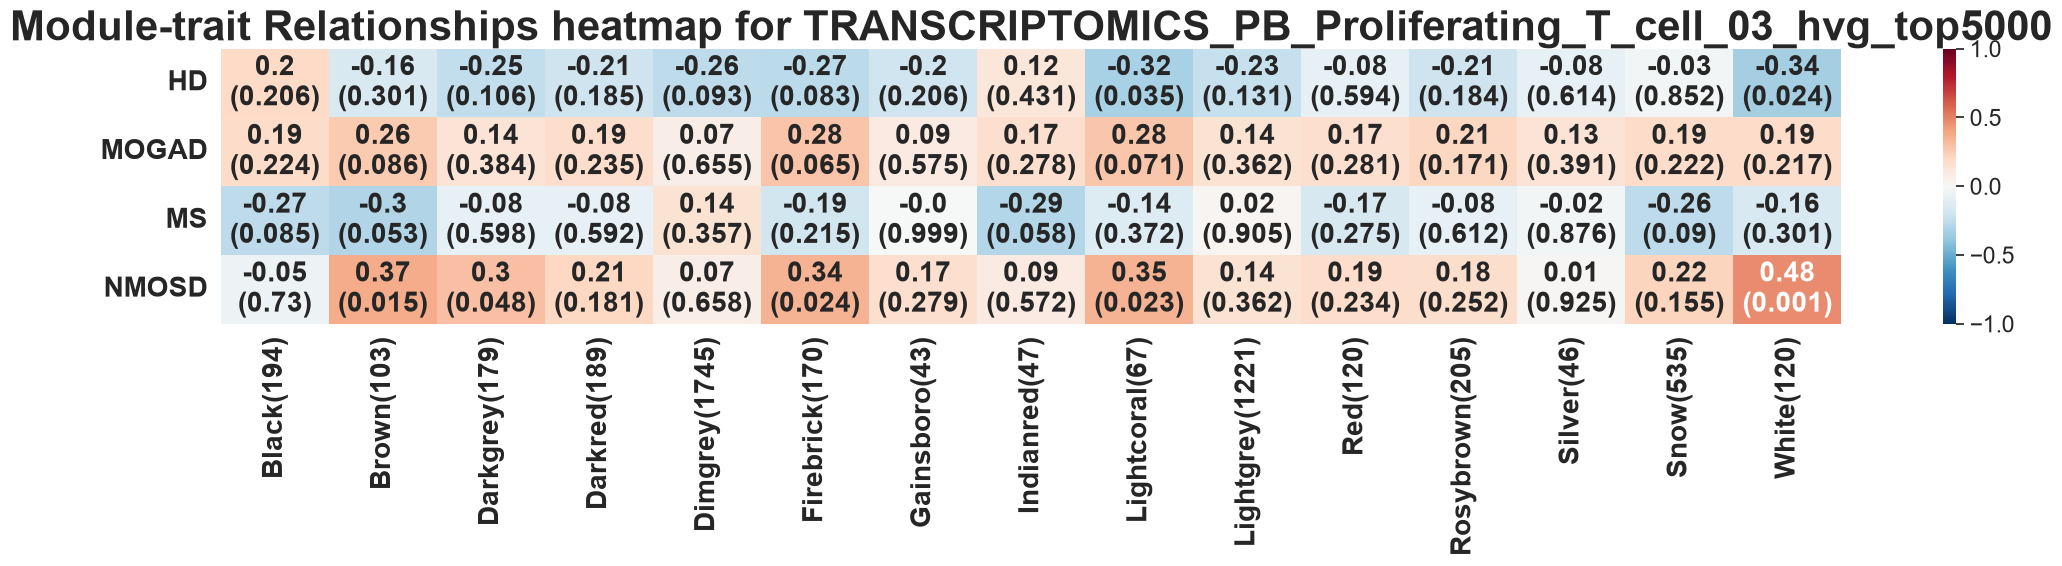 Module-trait Relationships heatmap for TRANSCRIPTOMICS_PB_Proliferating_T_cell_03_hvg_top5000
HD 0.2 -0.16 -0.25 -0.21 -0.26 -0.27 -0.2 0.12 -0.32 -0.23 -0.08 -0.21 -0.08 -0.03 -0.34
(0.206) (0.301) (0.106) (0.185) (0.093) (0.083) (0.206) (0.431) (0.035) (0.131) (0.594) (0.184) (0.614) (0.852) (0.024)
MOGAD 0.19 0.26 0.14 0.19 0.07 0.28 0.09 0.17 0.28 0.14 0.17 0.21 0.13 0.19 0.19
(0.224) (0.086) (0.384) (0.235) (0.655) (0.065) (0.575) (0.278) (0.071) (0.362) (0.281) (0.171) (0.391) (0.222) (0.217)
MS -0.27 -0.3 -0.08 -0.08 0.14 -0.19 -0.0 -0.29 -0.14 0.02 -0.17 -0.08 -0.02 -0.26 -0.16
(0.085) (0.053) (0.598) (0.592) (0.357) (0.215) (0.999) (0.058) (0.372) (0.905) (0.275) (0.612) (0.876) (0.09) (0.301)
NMOSD -0.05 0.37 0.3 0.21 0.07 0.34 0.17 0.09 0.35 0.14 0.19 0.18 0.01 0.22 0.48
(0.73) (0.015) (0.048) (0.181) (0.658) (0.024) (0.279) (0.572) (0.023) (0.362) (0.234) (0.252) (0.925) (0.155) (0.001)
Black(194)
Brown(103)
Darkgrey(179)
Darkred(189)
Dimgrey(1745)
Firebrick(170)
Gainsboro(43)
Indianred(47)
Lightcoral(67)
Lightgrey(1221)
Red(120)
Rosybrown(205)
Silver(46)
Snow(535)
White(120)
1.0
0.5
0.0
−0.5
−1.0